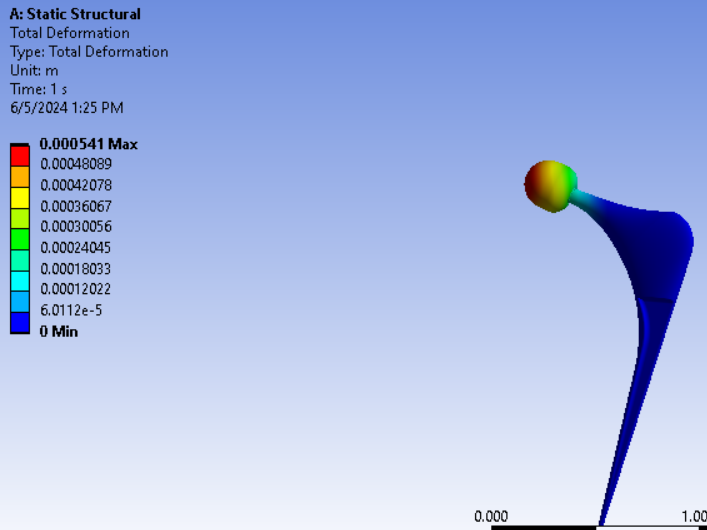 A: Static Structural
Total Deformation
Type: Total Deformation
Unit: m
Time: 1 s
6/5/2024 1:25 PM
0.000541 Max
0.00048089
0.00042078
0.00036067
0.00030056
0.00024045
0.00018033
0.00012022
6.0112e-5
0 Min
0.000 1.00